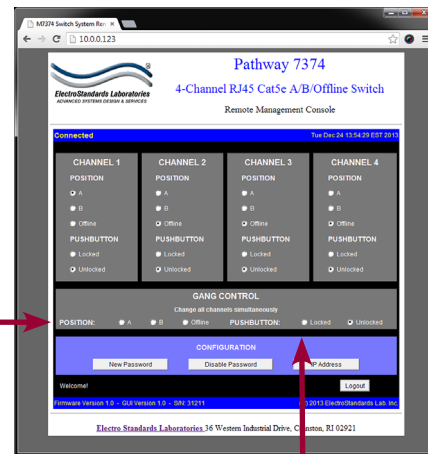 M7374 Switch System Rem
10.0.0.123
Pathway 7374
4-Channel RJ45 Cat5e A/B/Offline Switch
Remote Management
Console
ElectroStandards Laboratories
ADVANCED SYSTEMS DESIGN & SERVICES
Connected Tue Dec 24 13:54:29 EST 2013
CHANNEL 1 CHANNEL 2 CHANNEL 3 CHANNEL 4
POSITION POSITION POSITION POSITION
A A A A
B B B B
Offline Offline Offline Offline
PUSHBUTTON PUSHBUTTON PUSHBUTTON PUSHBUTTON
Locked Locked Locked Locked
Unlocked Unlocked Unlocked Unlocked
GANG CONTROL
Change all channels simultaneously
POSITION: A B Offline PUSHBUTTON: Locked Unlocked
CONFIGURATION
New Password Disable Password IP Address
Welcome! Logout
Firmware Version 1.0 - GUI Version 1.0 - S/N: 31211 2013 ElectroStandards Lab. Inc.
Electro Standards Laboratories 36 Western Industrial Drive, Cranston, RI 02921